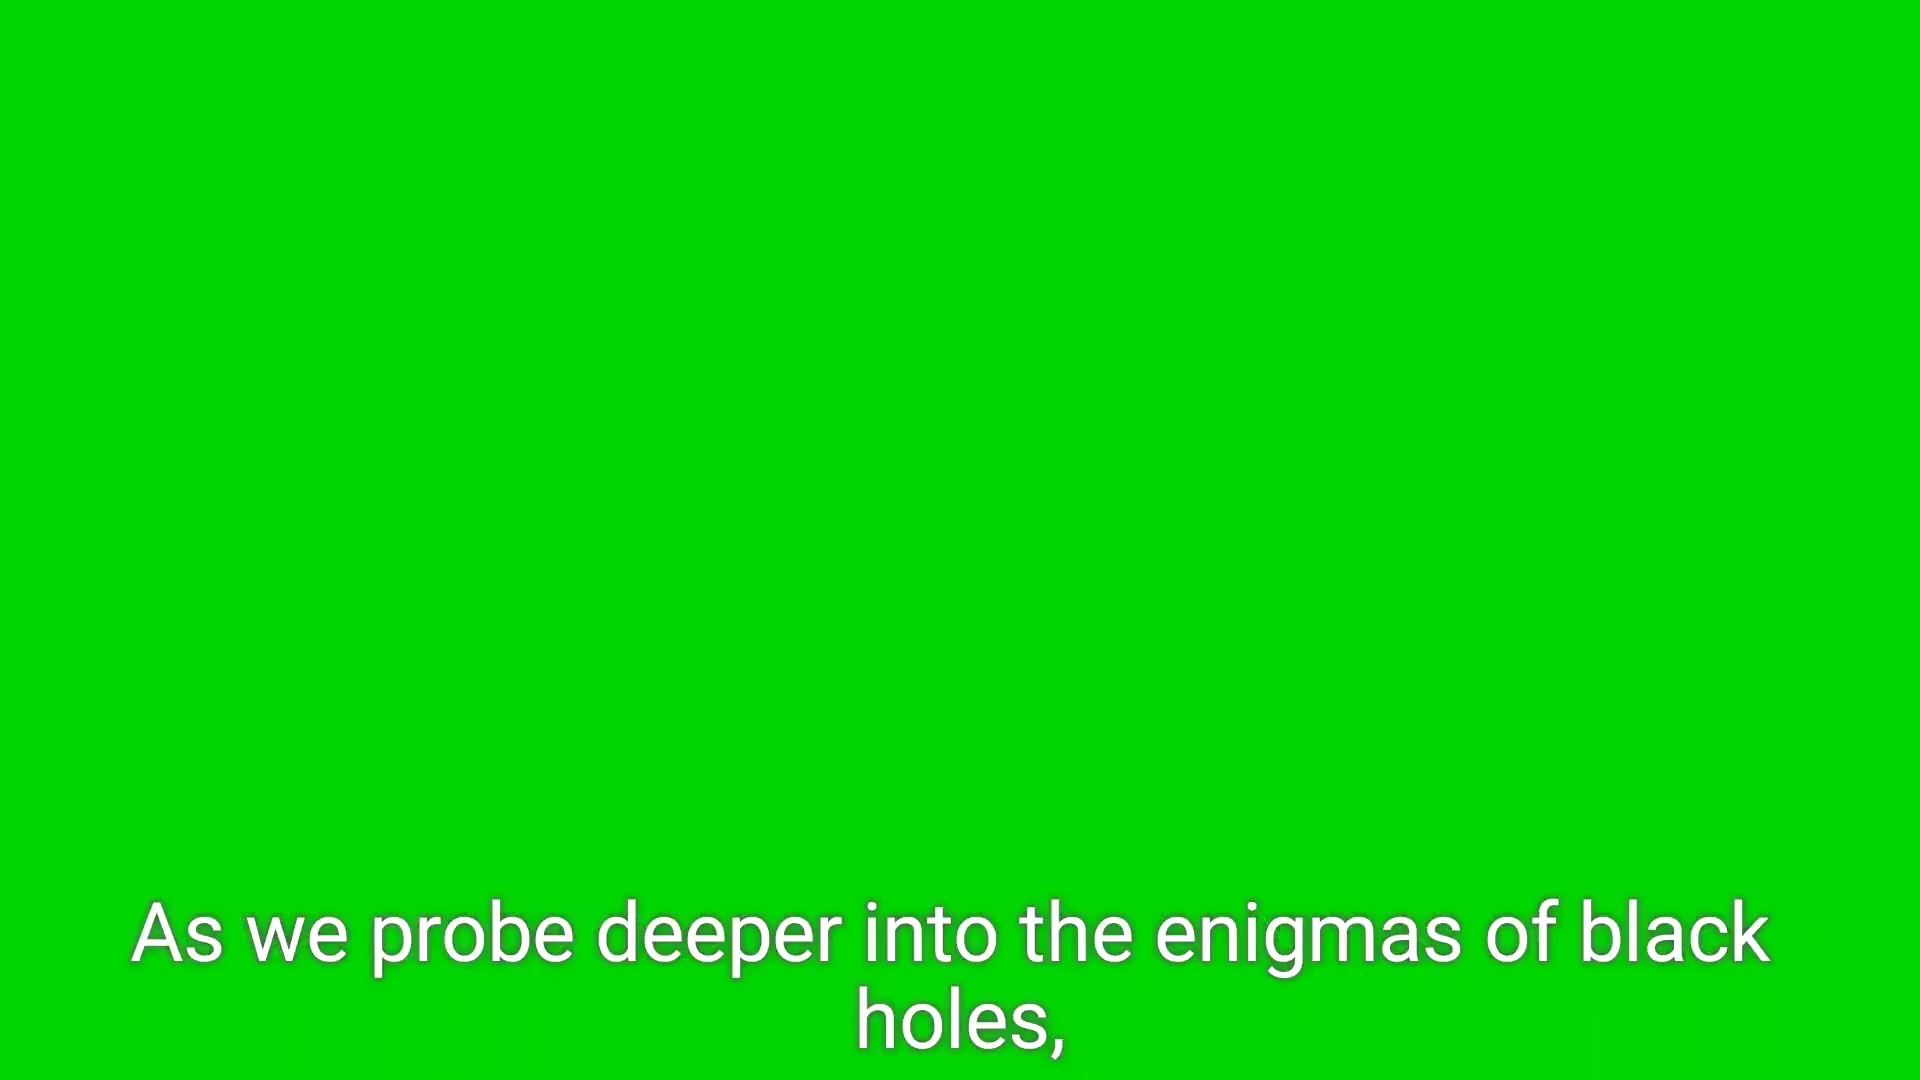 As we probe deeper into the enigmas of black
holes,